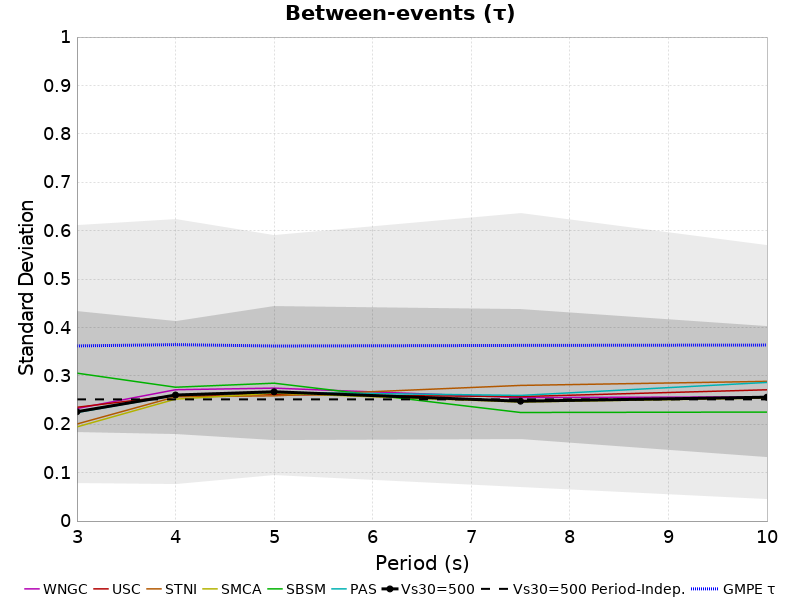 Between-events (τ)
Standard Deviation
1
0.9
0.8
0.7
0.6
0.5
0.4
0.3
0.2
0.1
0
3 4 5 6 7 8 9 10
Period (s)
WNGC USC STNI SMCA SBSM PAS Vs30=500 Vs30=500 Period-Indep. GMPE τ